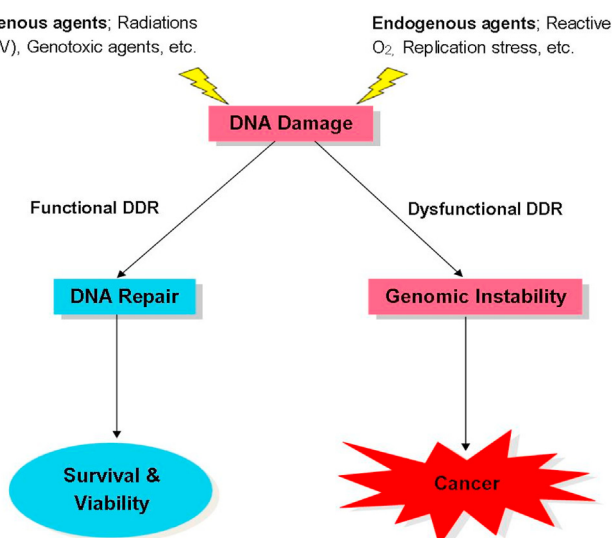 enous agents; Radiations
V), Genotoxic agents, etc.
Endogenous agents; Reactive
O₂, Replication stress, etc.
DNA Damage
Functional DDR
Dysfunctional DDR
DNA Repair
Genomic Instability
Survival &
Viability
Cancer